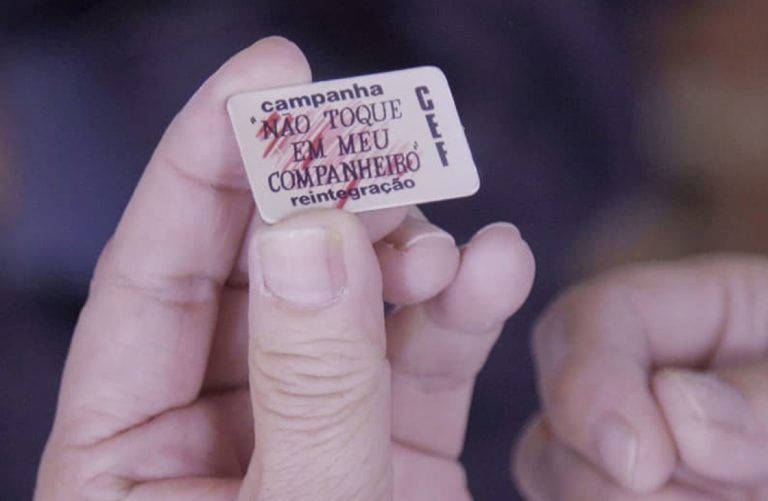 campanha
"NÃO TOQUE
EM MEU
COMPANHEIRO"
reintegração
CEF